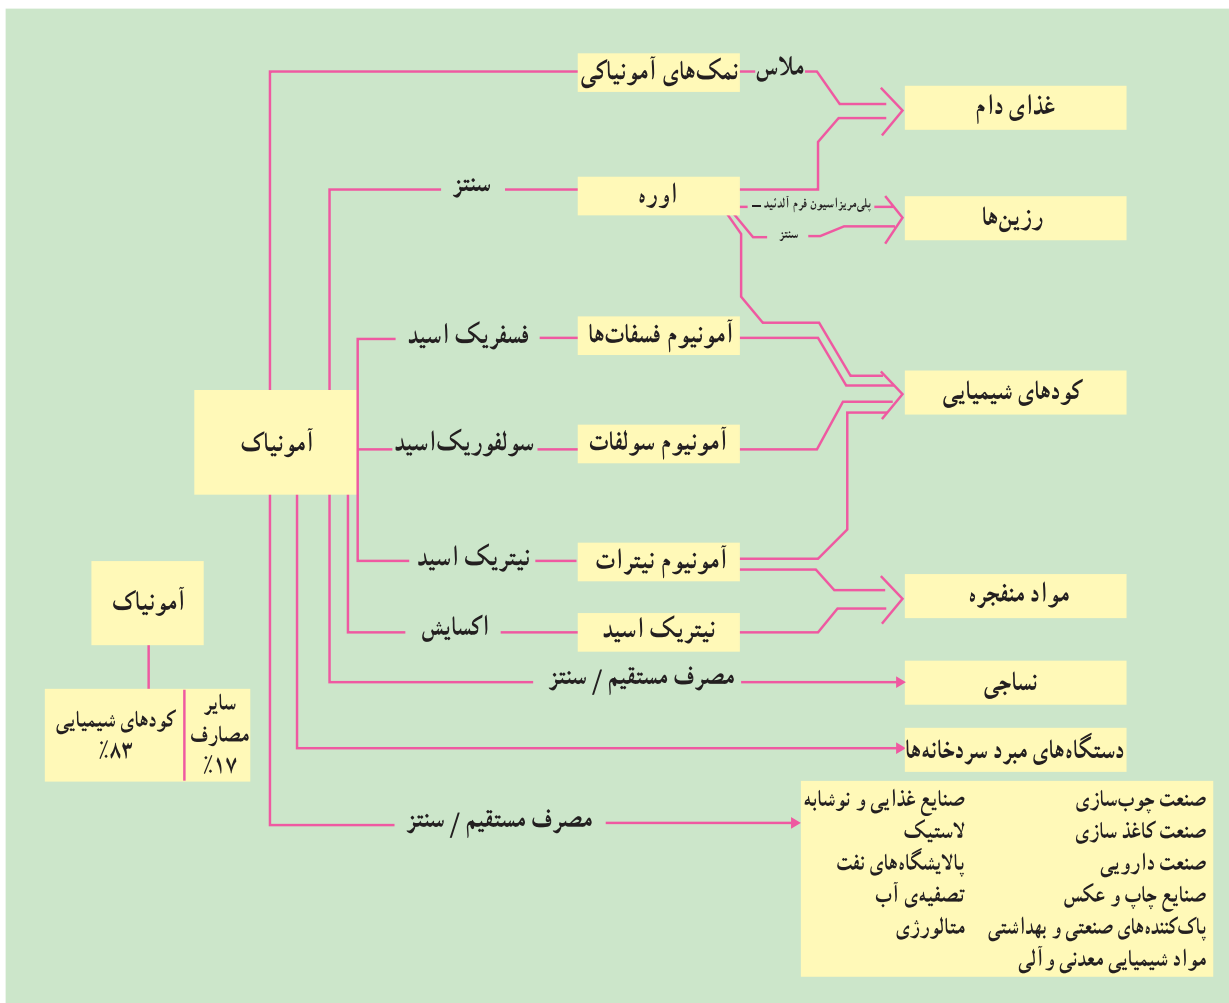 نمک‌های آمونیاکی
ملاس
غذای دام
سنتز
اوره
پلی‌مریزاسیون فرم آلدئید –
سنتز
رزین‌ها
فسفریک اسید
آمونیوم فسفات‌ها
کودهای شیمیایی
آمونیاک
سولفوریک‌اسید
آمونیوم سولفات
نیتریک اسید
آمونیوم نیترات
مواد منفجره
اکسایش
نیتریک اسید
مصرف مستقیم / سنتز
نساجی
دستگاه‌های مبرد سردخانه‌ها
مصرف مستقیم / سنتز
صنعت چوب‌سازی
صنعت کاغذ سازی
صنعت دارویی
صنایع چاپ و عکس
پاک‌کننده‌های صنعتی و بهداشتی
مواد شیمیایی معدنی و آلی
صنایع غذایی و نوشابه
لاستیک
پالایشگاه‌های نفت
تصفیه‌ی آب
متالورژی
آمونیاک
سایر
مصارف
٪۱۷
کودهای شیمیایی
٪۸۳